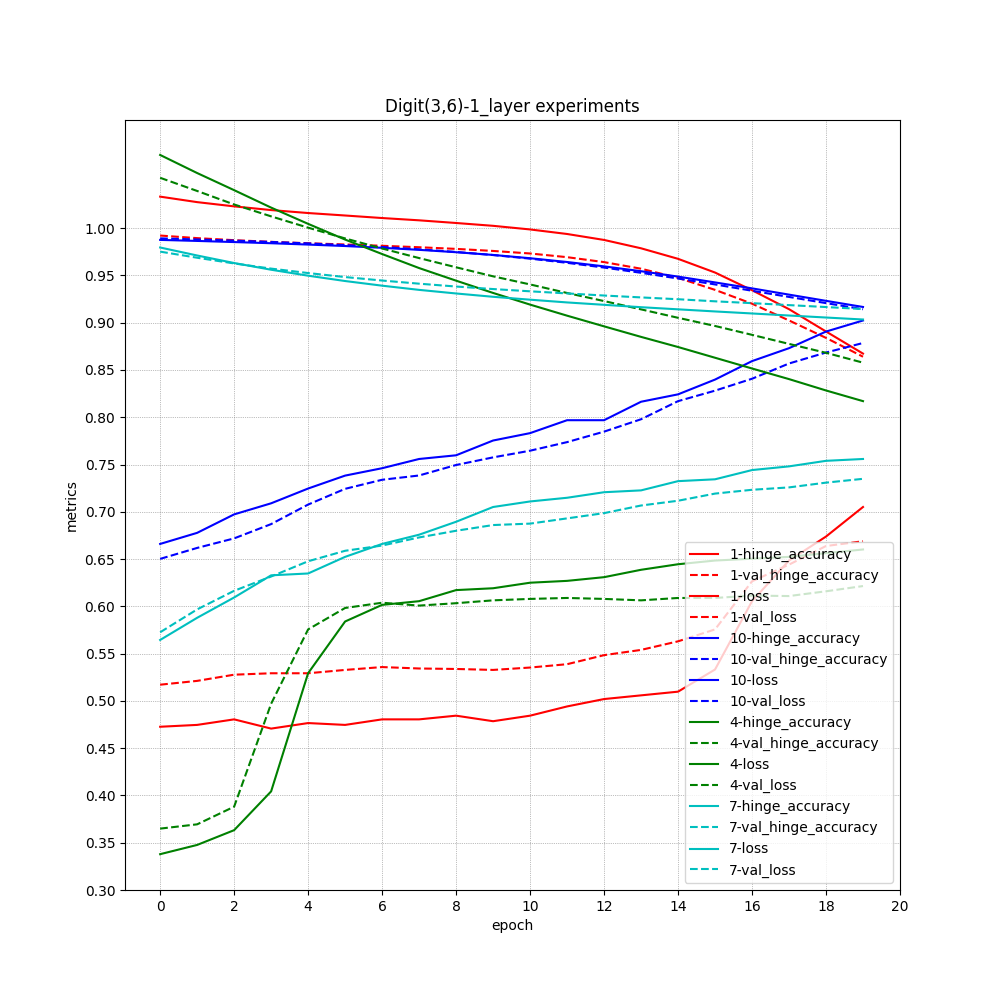 Digit(3,6)-1_layer experiments
1.00
0.95
0.90
0.85
0.80
0.75
0.70
0.65
0.60
0.55
0.50
0.45
0.40
0.35
0.30
metrics
1-hinge_accuracy
1-val_hinge_accuracy
1-loss
1-val_loss
10-hinge_accuracy
10-val_hinge_accuracy
10-loss
10-val_loss
4-hinge_accuracy
4-val_hinge_accuracy
4-loss
4-val_loss
7-hinge_accuracy
7-val_hinge_accuracy
7-loss
7-val_loss
0 2 4 6 8 10 12 14 16 18 20
epoch